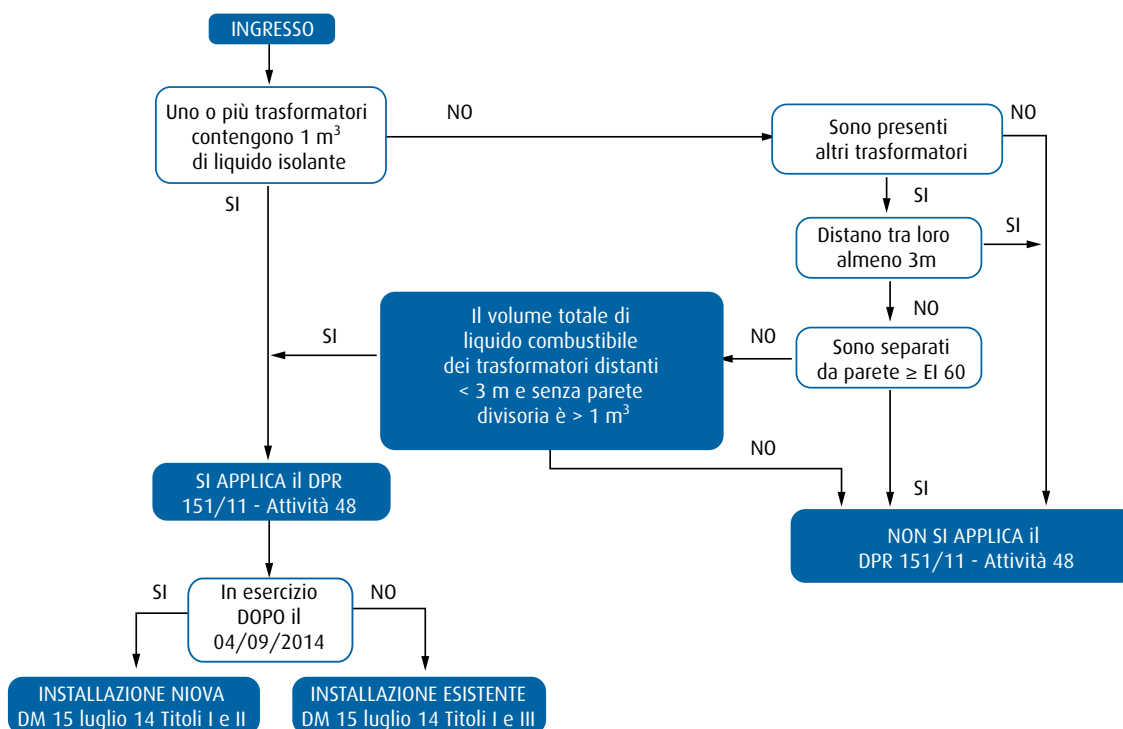 INGRESSO
Uno o più trasformatori
contengono 1 m³
di liquido isolante
NO
Sono presenti
altri trasformatori
NO
SI
SI
Distano tra loro
almeno 3m
SI
NO
Il volume totale di
liquido combustibile
dei trasformatori distanti
< 3 m e senza parete
divisoria è > 1 m³
SI
NO
Sono separati
da parete ≥ EI 60
NO
SI
SI APPLICA il DPR
151/11 - Attività 48
NON SI APPLICA il
DPR 151/11 - Attività 48
SI
In esercizio
DOPO il
04/09/2014
NO
INSTALLAZIONE NIOVA
DM 15 luglio 14 Titoli I e II
INSTALLAZIONE ESISTENTE
DM 15 luglio 14 Titoli I e III